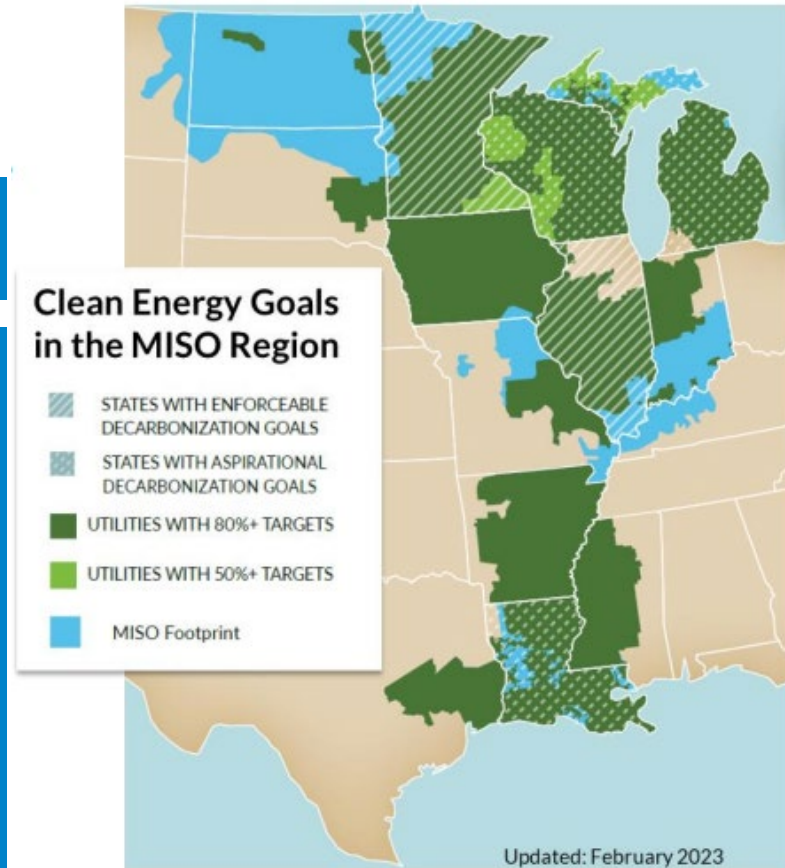 Clean Energy Goals
in the MISO Region
STATES WITH ENFORCEABLE
DECARBONIZATION GOALS
STATES WITH ASPIRATIONAL
DECARBONIZATION GOALS
UTILITIES WITH 80%+ TARGETS
UTILITIES WITH 50%+ TARGETS
MISO Footprint
Updated: February 2023